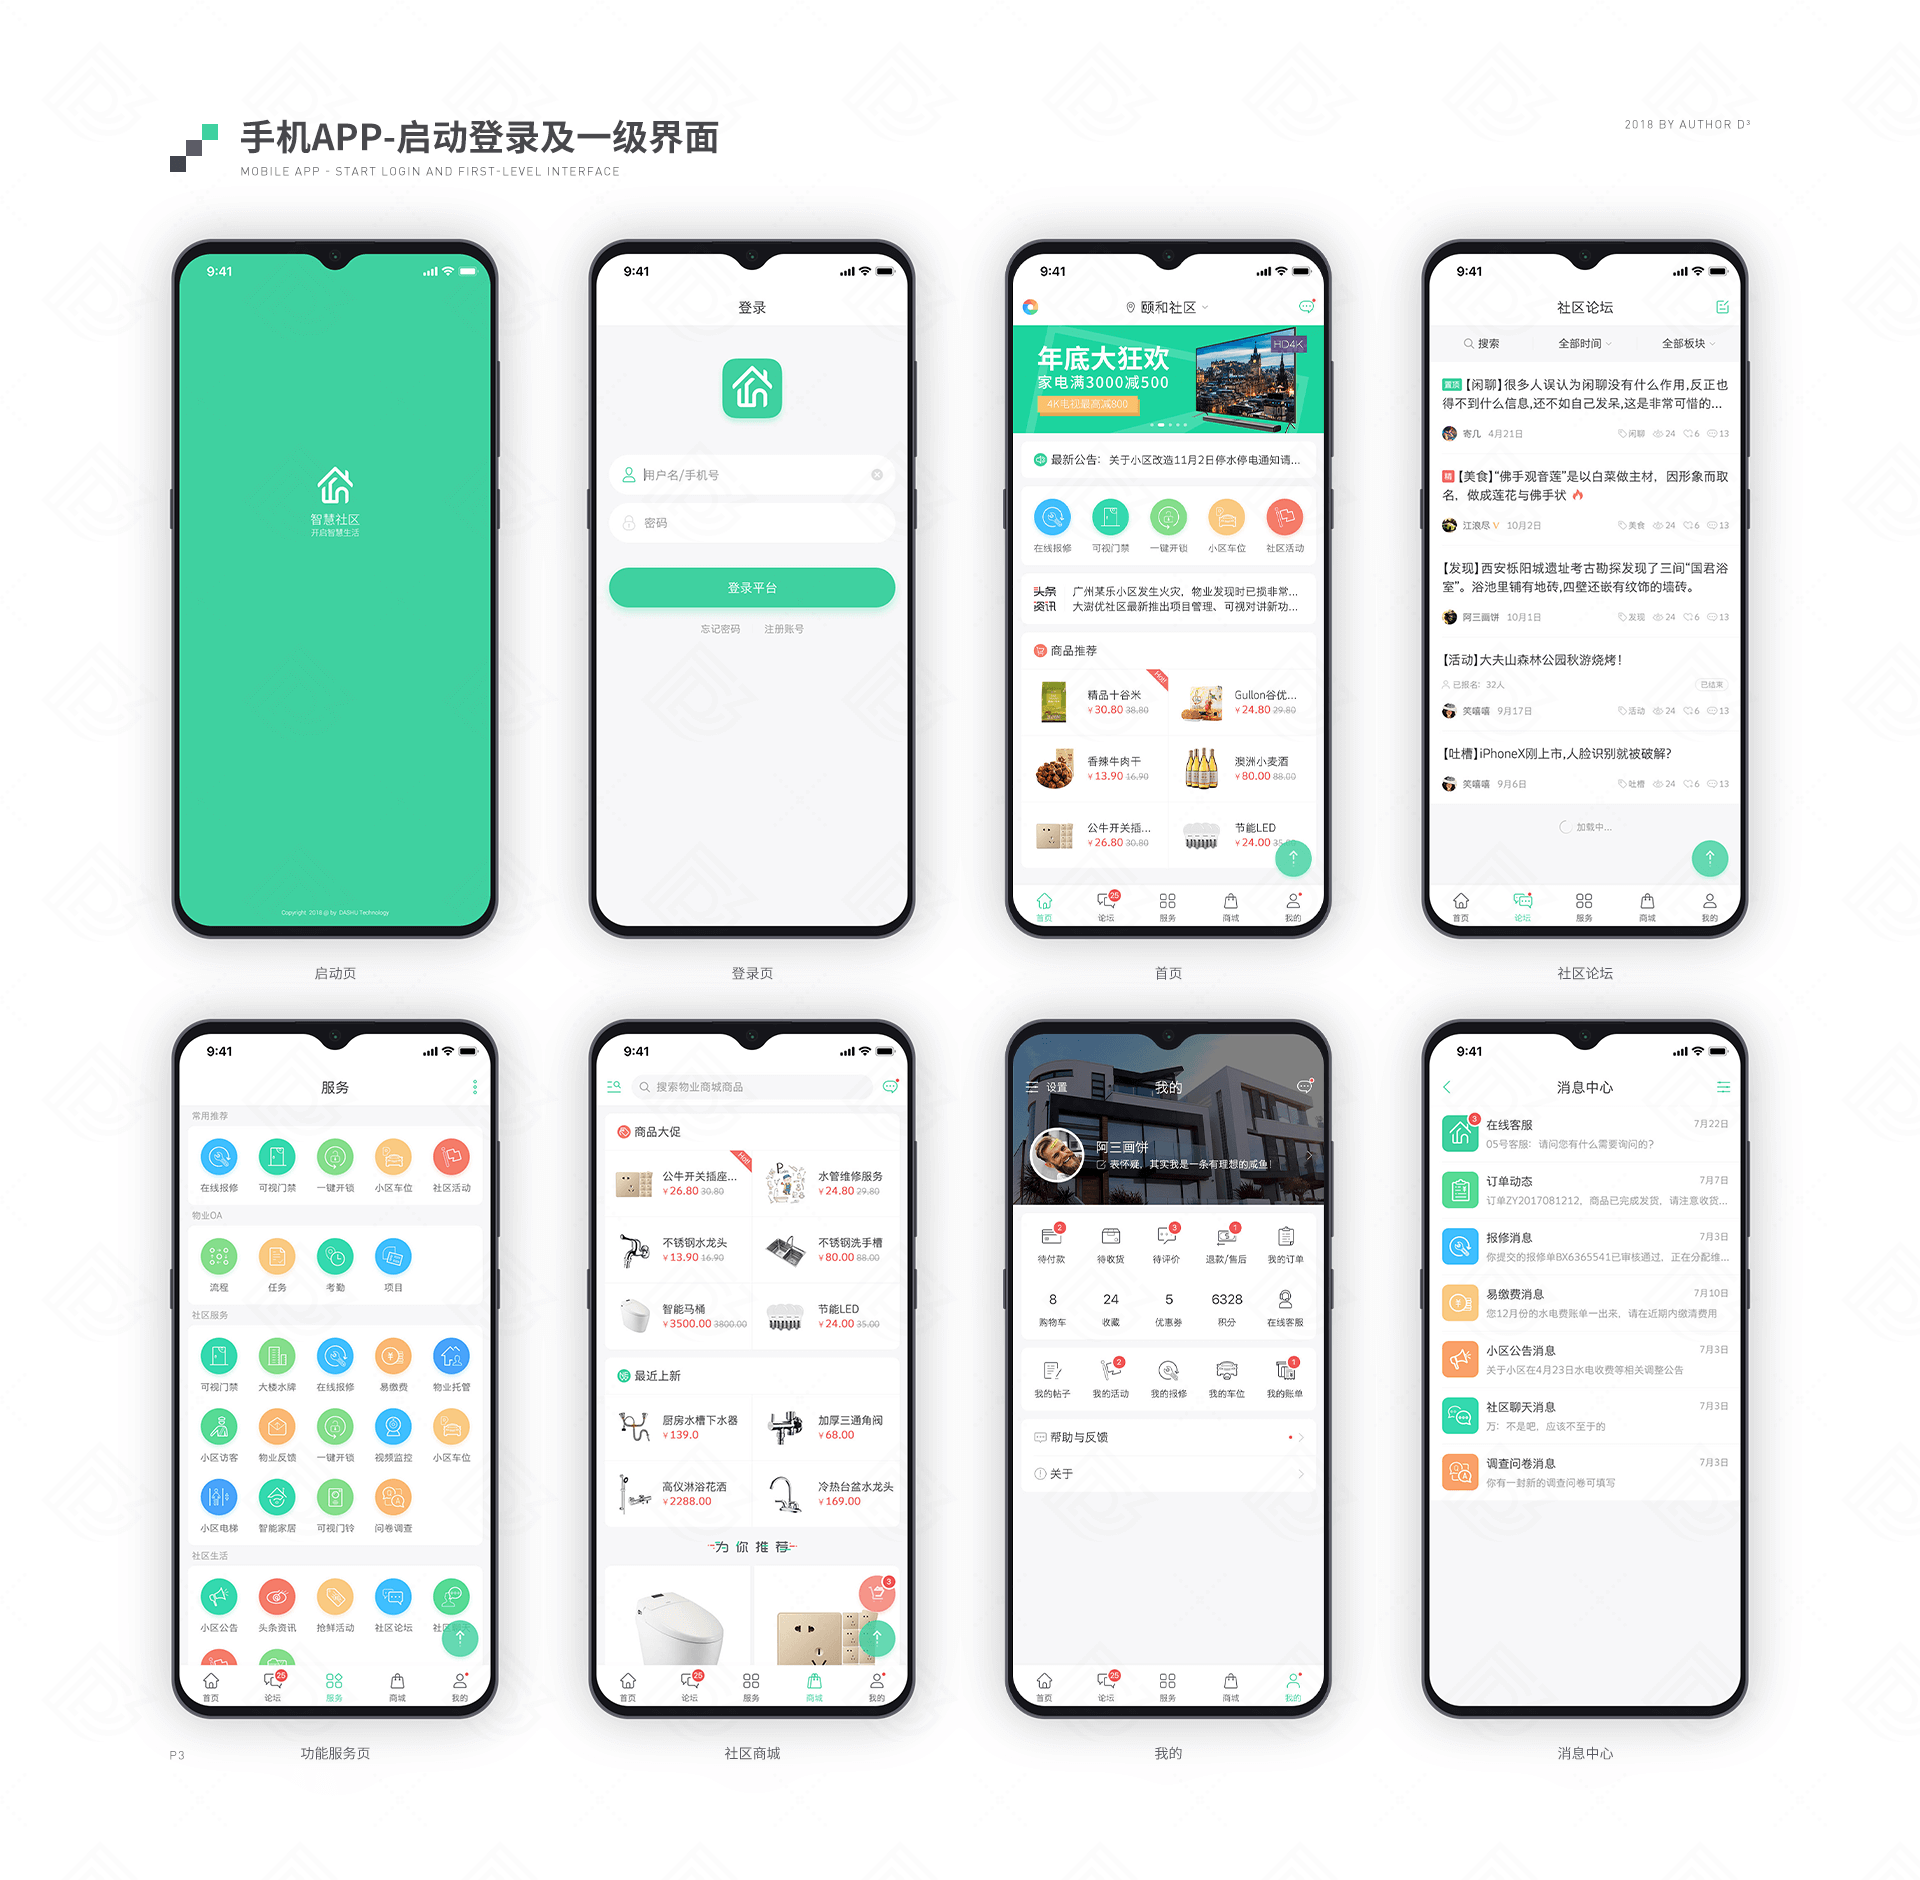 手机APP-启动登录及一级界面
MOBILE APP - START LOGIN AND FIRST-LEVEL INTERFACE
2018 BY AUTHOR D³
9:41
智慧社区
开启智慧生活
Copyright 2018 @ by DASHU Technology
启动页
9:41
登录
用户名/手机号
密码
登录平台
忘记密码 注册账号
登录页
9:41
颐和社区
年底大狂欢
家电满3000减500
4K电视最高减800
HD4K
最新公告：关于小区改造11月2日停水停电通知请...
在线报修 可视门禁 一键开锁 小区车位 社区活动
头条 广州某乐小区发生火灾，物业发现时已损非常...
资讯 大澍优社区最新推出项目管理、可视对讲新功...
商品推荐
Hot!
精品十谷米 Gullon谷优...
￥30.80 38.80 ￥24.80 29.80
香辣牛肉干 澳洲小麦酒
￥13.90 16.90 ￥80.00 88.00
公牛开关插... 节能LED
￥26.80 30.80 ￥24.00 35.00
25
首页 论坛 服务 商城 我的
首页
9:41
社区论坛
搜索 全部时间 全部板块
置顶【闲聊】很多人误认为闲聊没有什么作用,反正也
得不到什么信息,还不如自己发呆,这是非常可惜的...
寄几 4月21日 闲聊 24 6 13
精【美食】“佛手观音莲”是以白菜做主材，因形象而取
名，做成莲花与佛手状
江浪尽 V 10月2日 美食 24 6 13
【发现】西安栎阳城遗址考古勘探发现了三间“国君浴
室”。浴池里铺有地砖,四壁还嵌有纹饰的墙砖。
阿三画饼 10月1日 发现 24 6 13
【活动】大夫山森林公园秋游烧烤！
已报名：32人 已结束
笑嘻嘻 9月17日 活动 24 6 13
【吐槽】iPhoneX刚上市,人脸识别就被破解?
笑嘻嘻 9月6日 吐槽 24 6 13
加载中...
首页 论坛 服务 商城 我的
社区论坛
9:41
服务
常用推荐
在线报修 可视门禁 一键开锁 小区车位 社区活动
物业OA
流程 任务 考勤 项目
社区服务
可视门禁 大楼水牌 在线报修 易缴费 物业托管
小区访客 物业反馈 一键开锁 视频监控 小区车位
小区电梯 智能家居 可视门铃 问卷调查
社区生活
小区公告 头条资讯 抢鲜活动 社区论坛 社区
25
首页 论坛 服务 商城 我的
功能服务页
9:41
搜索物业商城商品
商品大促
Hot!
公牛开关插座... 水管维修服务
￥26.80 30.80 ￥24.80 29.80
不锈钢水龙头 不锈钢洗手槽
￥13.90 16.90 ￥80.00 88.00
智能马桶 节能LED
￥3500.00 3800.00 ￥24.00 35.00
最近上新
厨房水槽下水器 加厚三通角阀
￥139.0 ￥68.00
高仪淋浴花洒 冷热台盆水龙头
￥2288.00 ￥169.00
为你推荐
3
25
首页 论坛 服务 商城 我的
社区商城
9:41
设置 我的
阿三画饼
表怀疑，其实我是一条有理想的咸鱼！
2 3 1
待付款 待收货 待评价 退款/售后 我的订单
8 24 5 6328
购物车 收藏 优惠券 积分 在线客服
2 1
我的帖子 我的活动 我的报修 我的车位 我的账单
帮助与反馈
关于
25
首页 论坛 服务 商城 我的
我的
9:41
消息中心
3
在线客服 7月22日
05号客服：请问您有什么需要询问的?
订单动态 7月7日
订单ZY2017081212，商品已完成发货，请注意收货...
报修消息 7月3日
你提交的报修单BX6365541已审核通过，正在分配维...
易缴费消息 7月10日
您12月份的水电费账单一出来，请在近期内缴清费用
小区公告消息 7月3日
关于小区在4月23日水电收费等相关调整公告
社区聊天消息 7月3日
万：不是吧，应该不至于的
调查问卷消息 7月3日
你有一封新的调查问卷可填写
消息中心
P3